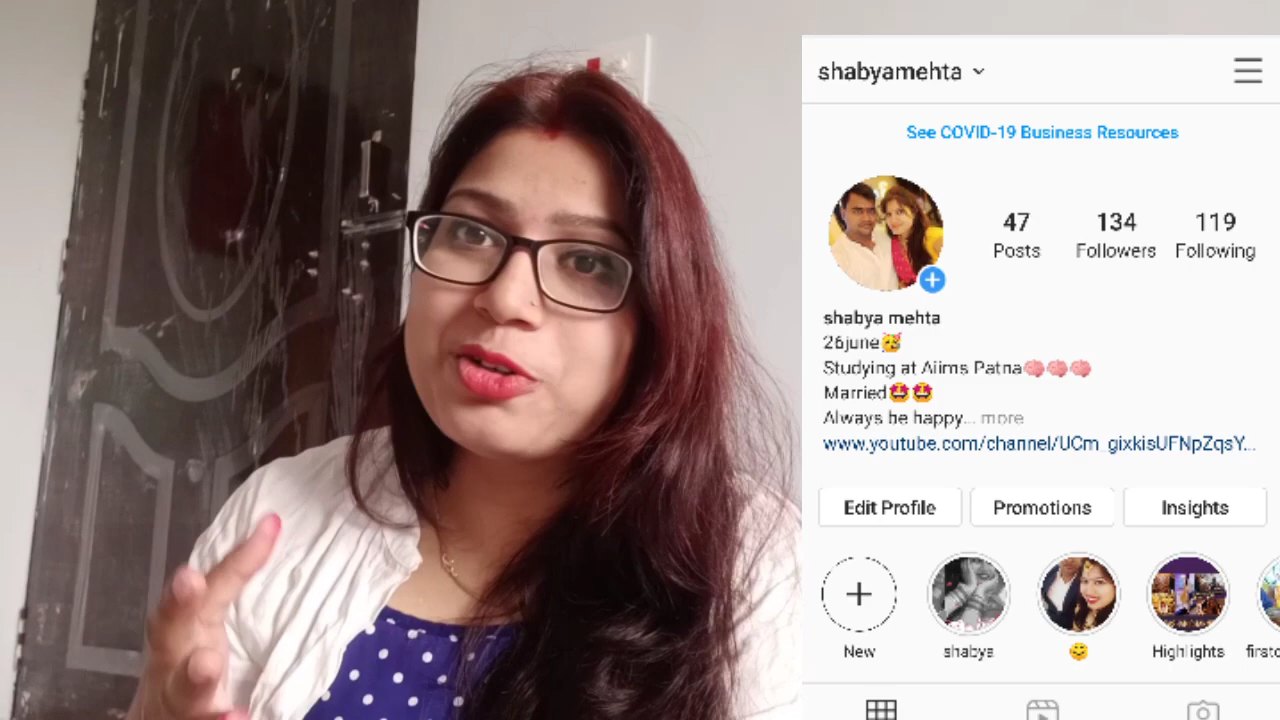 shabyamehta
See COVID-19 Business Resources
47 134 119
Posts Followers Following
shabya mehta
26june🥳
Studying at Aiims Patna🧠🧠🧠
Married🤩🤩
Always be happy... more
www.youtube.com/channel/UCm_gixkisUFNpZqsY...
Edit Profile Promotions Insights
New shabya 😊 Highlights firstc